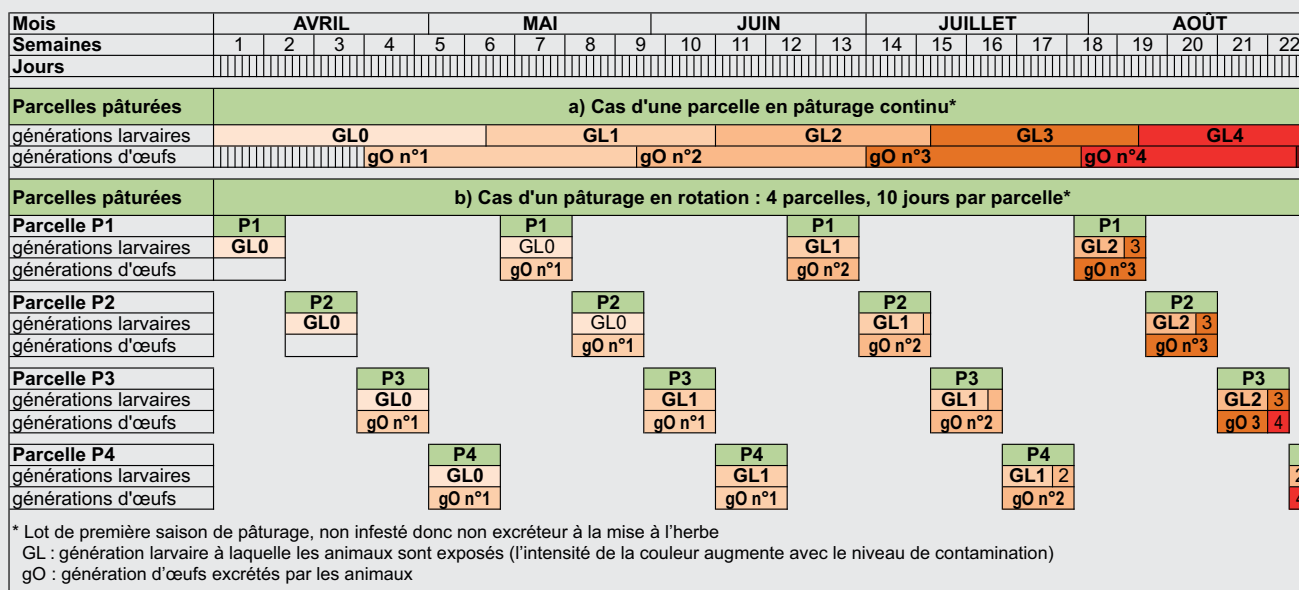 Mois AVRIL MAI JUIN JUILLET AOÛT
Semaines 1 2 3 4 5 6 7 8 9 10 11 12 13 14 15 16 17 18 19 20 21 22
Jours
Parcelles pâturées a) Cas d'une parcelle en pâturage continu*
générations larvaires GL0 GL1 GL2 GL3 GL4
générations d'œufs gO n°1 gO n°2 gO n°3 gO n°4
Parcelles pâturées b) Cas d'un pâturage en rotation : 4 parcelles, 10 jours par parcelle*
Parcelle P1 P1 P1 P1 P1
générations larvaires GL0 GL0 GL1 GL2 3
générations d'œufs gO n°1 gO n°2 gO n°3
Parcelle P2 P2 P2 P2 P2
générations larvaires GL0 GL0 GL1 GL2 3
générations d'œufs gO n°1 gO n°2 gO n°3
Parcelle P3 P3 P3 P3 P3
générations larvaires GL0 GL1 GL1 GL2 3
générations d'œufs gO n°1 gO n°1 gO n°2 gO 3 4
Parcelle P4 P4 P4 P4
générations larvaires GL0 GL1 GL1 2
générations d'œufs gO n°1 gO n°1 gO n°2
* Lot de première saison de pâturage, non infesté donc non excréteur à la mise à l'herbe
GL : génération larvaire à laquelle les animaux sont exposés (l'intensité de la couleur augmente avec le niveau de contamination)
gO : génération d'œufs excrétés par les animaux